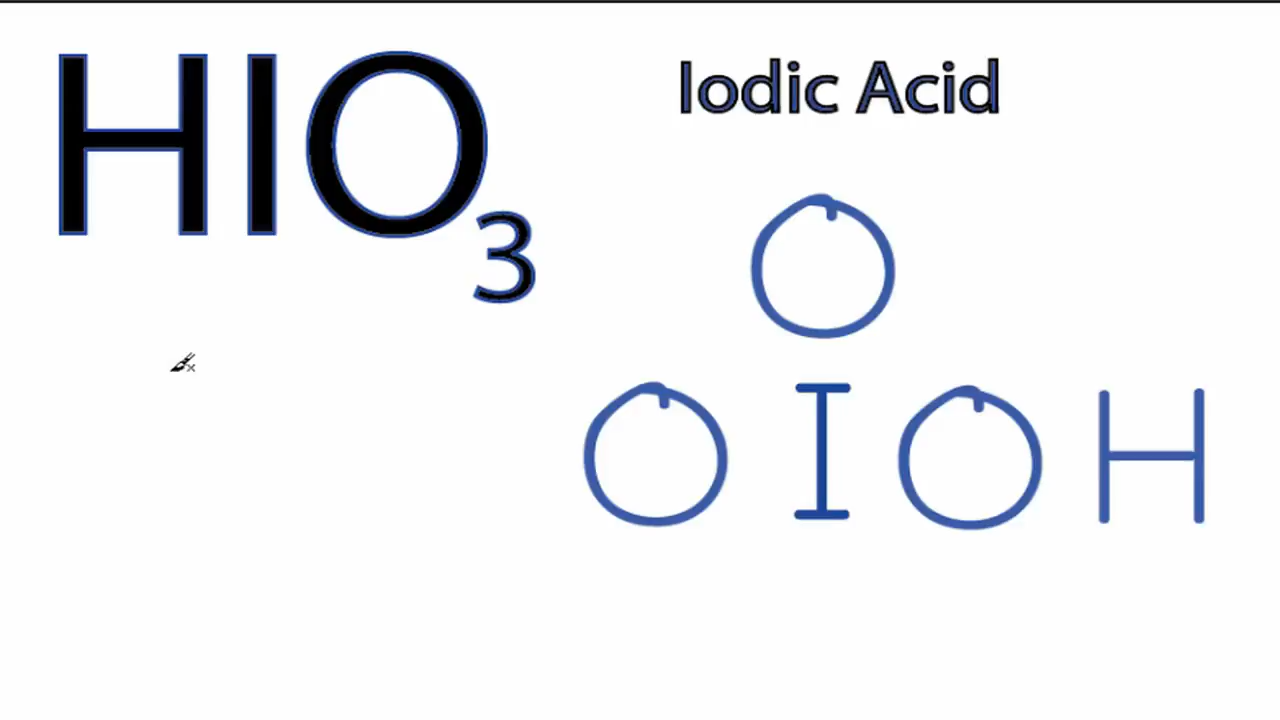 HIO₃
Iodic Acid
O
O I O H